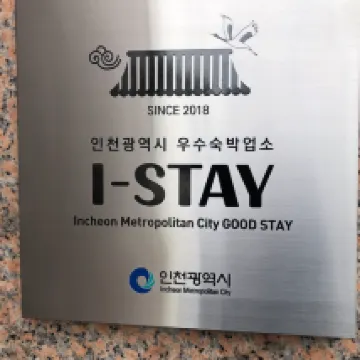 SINCE 2018
인천광역시 우수숙박업소
I-STAY
Incheon Metropolitan City GOOD STAY
인천광역시
Incheon Metropolitan City